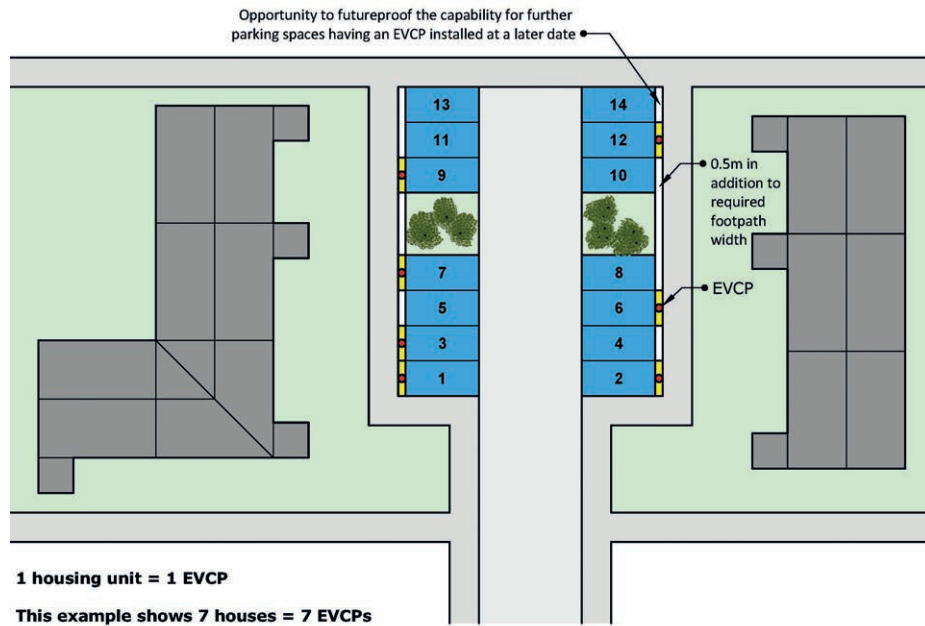 Opportunity to futureproof the capability for further
parking spaces having an EVCP installed at a later date
13
14
11
12
9
10
0.5m in
addition to
required
footpath
width
7
8
EVCP
5
6
3
4
1
2
1 housing unit = 1 EVCP
This example shows 7 houses = 7 EVCPs